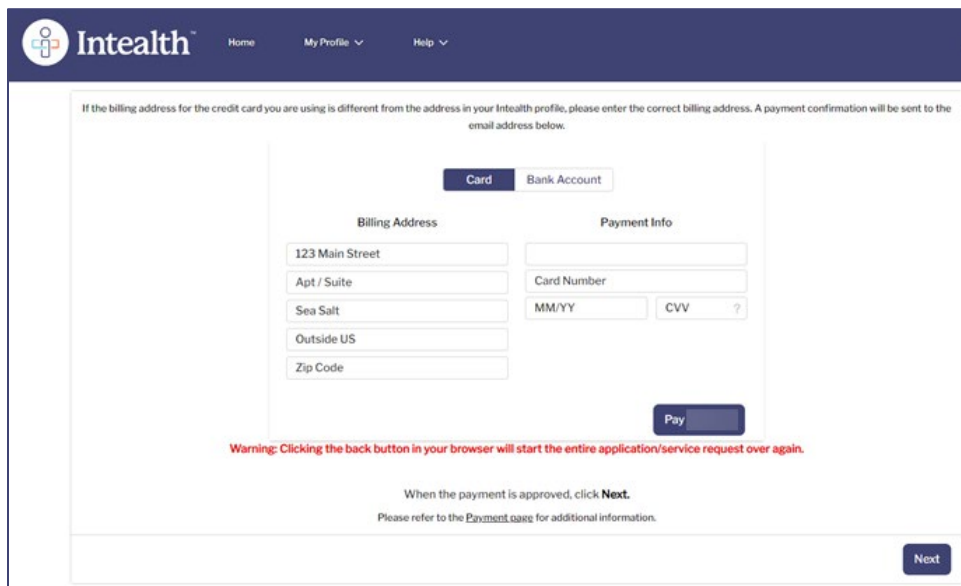 Intealth™
Home
My Profile
Help
If the billing address for the credit card you are using is different from the address in your Intealth profile, please enter the correct billing address. A payment confirmation will be sent to the
email address below.
Card
Bank Account
Billing Address
Payment Info
123 Main Street
Apt / Suite
Card Number
Sea Salt
MM/YY
CVV ?
Outside US
Zip Code
Pay
Warning: Clicking the back button in your browser will start the entire application/service request over again.
When the payment is approved, click Next.
Please refer to the Payment page for additional information.
Next